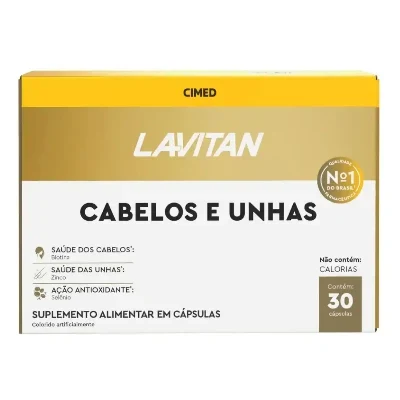 CIMED
LAVITAN
QUALIDADE
Nº1
DO BRASIL
CABELOS E UNHAS
SAÚDE DOS CABELOS¹:
Biotina
SAÚDE DAS UNHAS¹:
Zinco
AÇÃO ANTIOXIDANTE¹:
Selênio
Não contém:
CALORIAS
Contém:
30
cápsulas
SUPLEMENTO ALIMENTAR EM CÁPSULAS
Colorido artificialmente